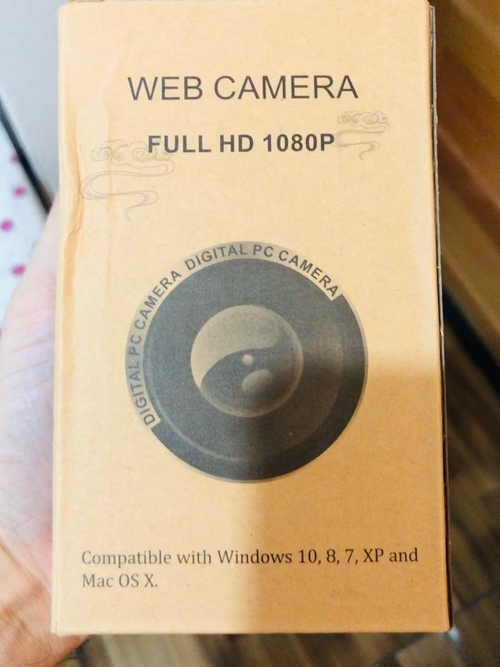 WEB CAMERA
FULL HD 1080P
DIGITAL PC CAMERA DIGITAL PC CAMERA
Compatible with Windows 10, 8, 7, XP and
Mac OS X.